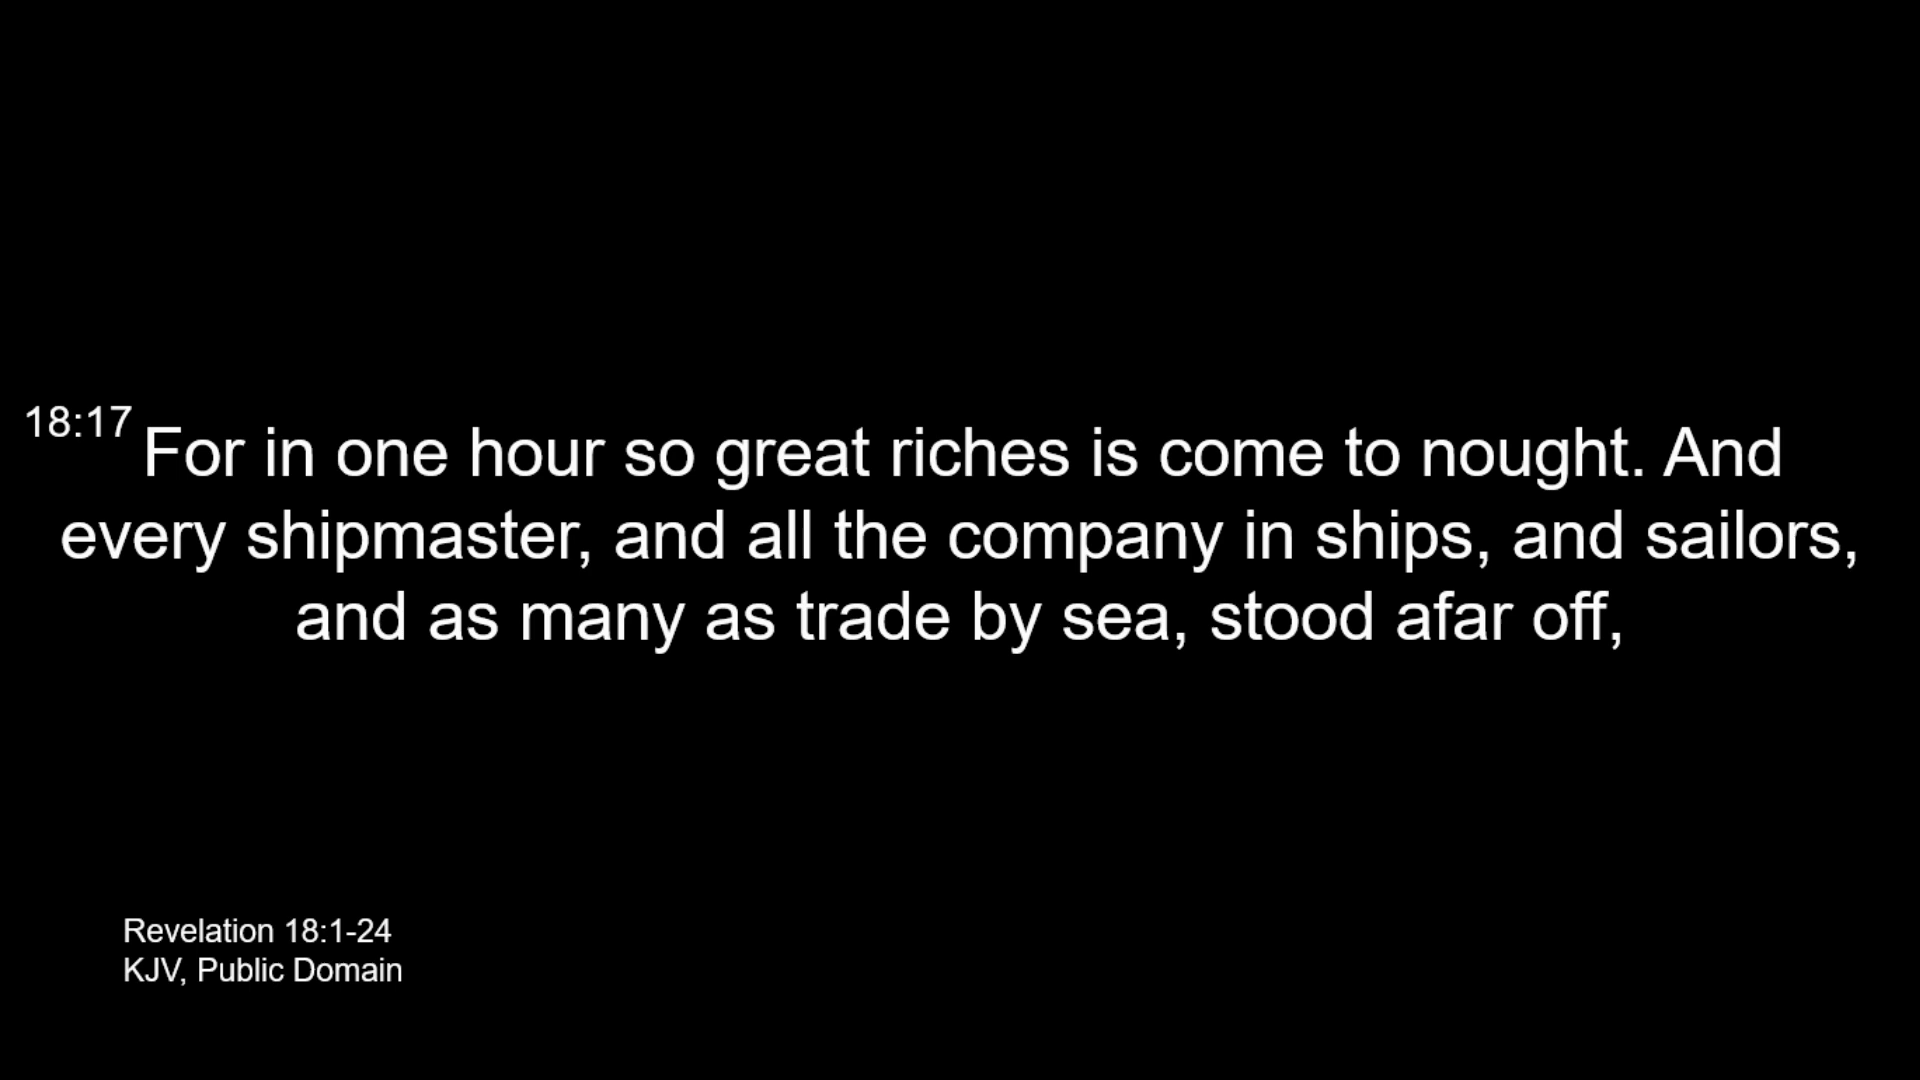 18:17 For in one hour so great riches is come to nought. And
every shipmaster, and all the company in ships, and sailors,
and as many as trade by sea, stood afar off,
Revelation 18:1-24
KJV, Public Domain